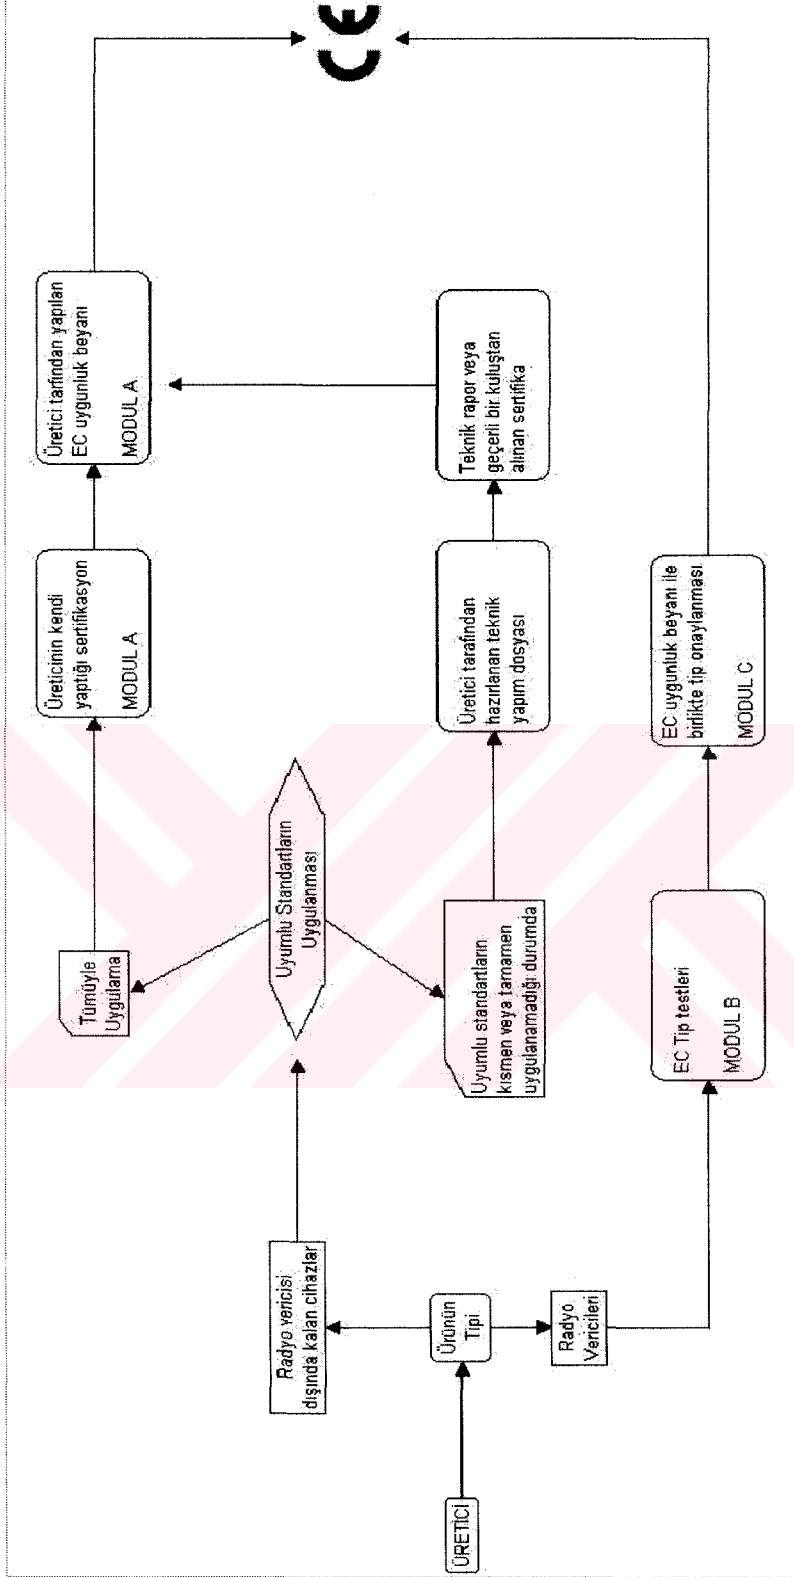 ÜRETİCİ
Ürünün
Tipi
Radyo vericisi
dışında kalan cihazlar
Radyo
Vericileri
Uyumlu Standartların
Uygulanması
Tümüyle
Uygulama
Uyumlu standartların
kısmen veya tamamen
uygulanamadığı durumda
EC Tip testleri
MODUL B
Üreticinin kendi
yaptığı sertifikasyon
MODUL A
Üretici tarafından
hazırlanan teknik
yapım dosyası
EC uygunluk beyanı ile
birlikte tip onaylanması
MODUL C
Üretici tarfından yapılan
EC uygunluk beyanı
MODUL A
Teknik rapor veya
geçerli bir kuluştan
alınan sertifika
CE